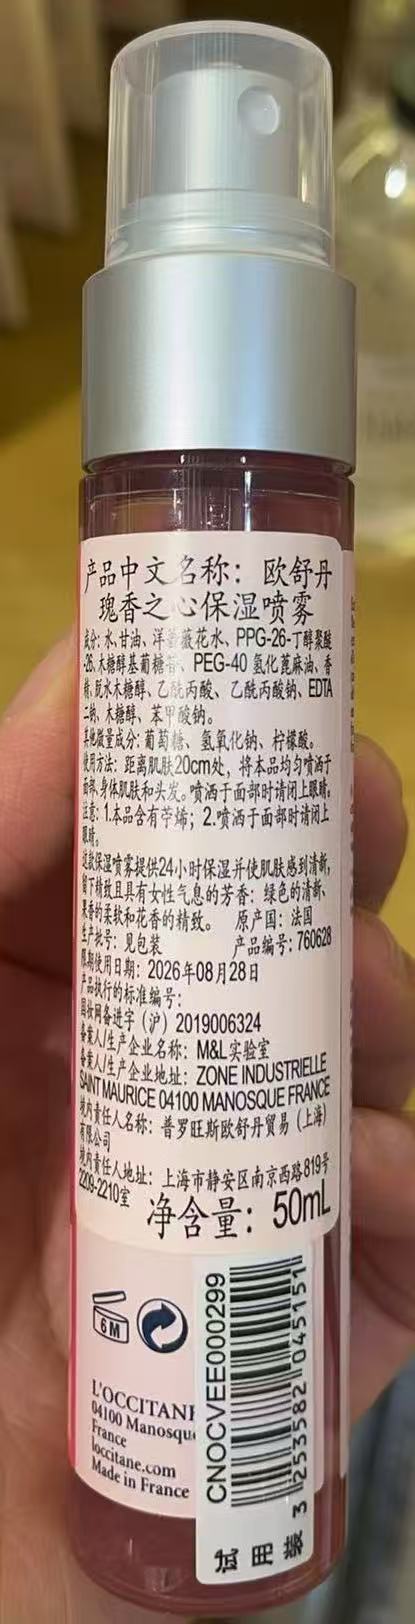 产品中文名称：欧舒丹
瑰香之心保湿喷雾
成分：水、甘油、洋蔷薇花水、PPG-26-丁醇聚醚
-26、木糖醇基葡糖苷、PEG-40 氢化蓖麻油、香
精、脱水木糖醇、乙酰丙酸、乙酰丙酸钠、EDTA
二钠、木糖醇、苯甲酸钠。
其他微量成分：葡萄糖、氢氧化钠、柠檬酸。
使用方法：距离肌肤20cm处，将本品均匀喷洒于
面部、身体肌肤和头发。喷洒于面部时请闭上眼睛。
注意：1.本品含有苧烯；2.喷洒于面部时请闭上
眼睛。
这款保湿喷雾提供24小时保湿并使肌肤感到清新，
留下精致且具有女性气息的芳香：绿色的清新、
果香的柔软和花香的精致。 原产国：法国
生产批号：见包装 产品编号：760628
限期使用日期：2026年08月28日
产品执行的标准编号：
国妆网备进字（沪）2019006324
备案人/生产企业名称：M&L实验室
备案人/生产企业地址：ZONE INDUSTRIELLE
SAINT MAURICE 04100 MANOSQUE FRANCE
境内责任人名称：普罗旺斯欧舒丹贸易（上海）
有限公司
境内责任人地址：上海市静安区南京西路819号
2209-2210室
净含量：50mL
6M
L'OCCITANE
04100 Manosque
France
loccitane.com
Made in France
CNOCVEE000299
3 253582 045151
试用装